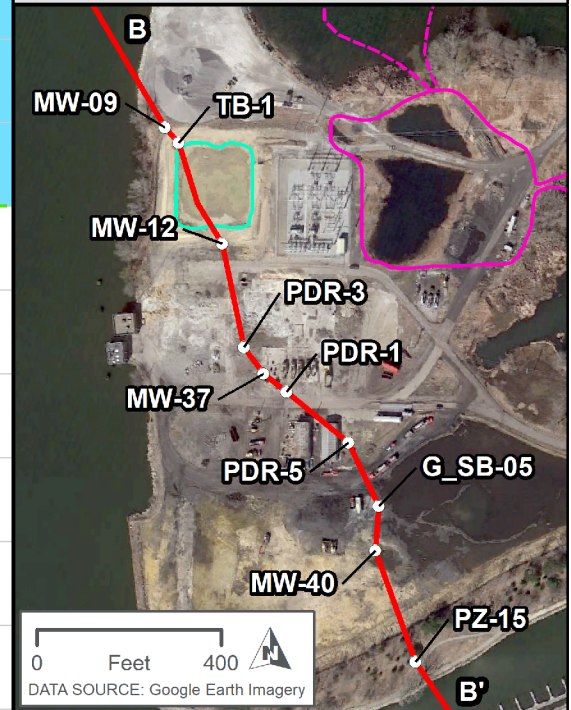 B
MW-09
TB-1
MW-12
PDR-3
PDR-1
MW-37
PDR-5
G_SB-05
MW-40
PZ-15
0 Feet 400
N
DATA SOURCE: Google Earth Imagery
B'